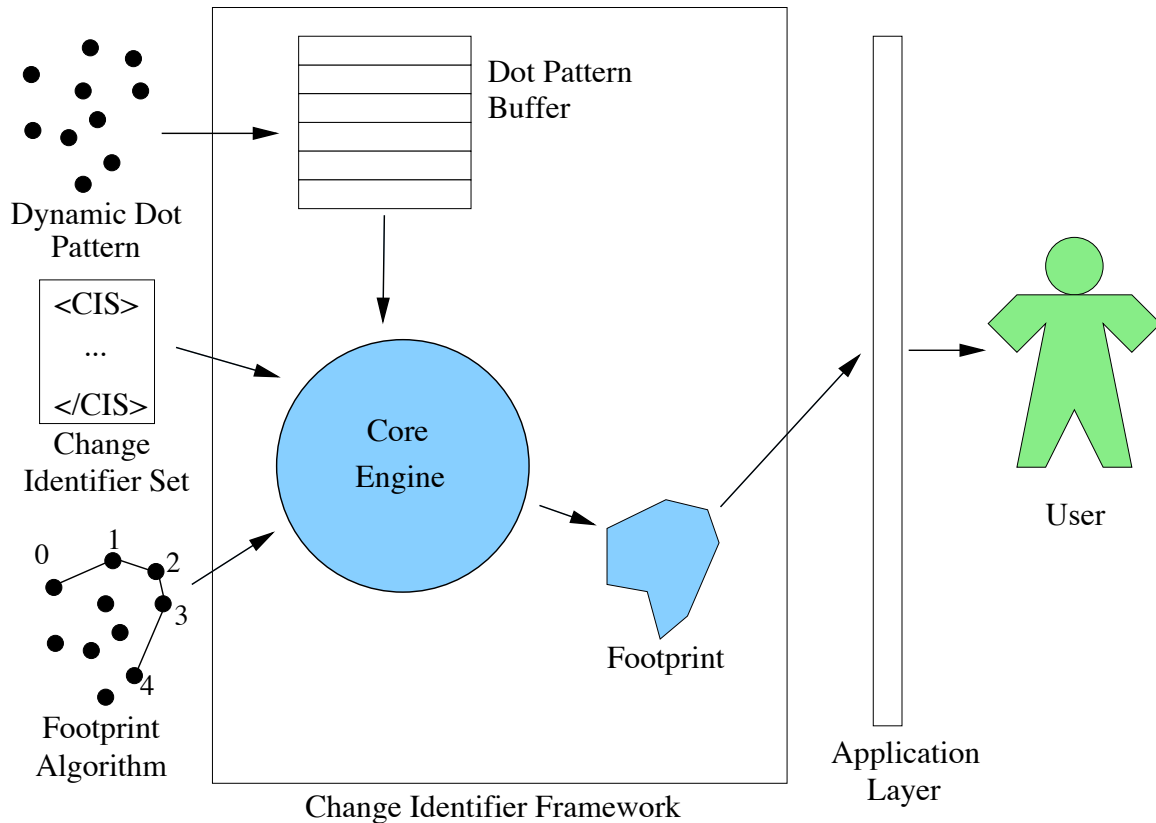 Dot Pattern
Buffer
Dynamic Dot
Pattern
<CIS>
...
</CIS>
Change
Identifier Set
Core
Engine
0
1
2
3
4
Footprint
Algorithm
Footprint
User
Application
Layer
Change Identifier Framework